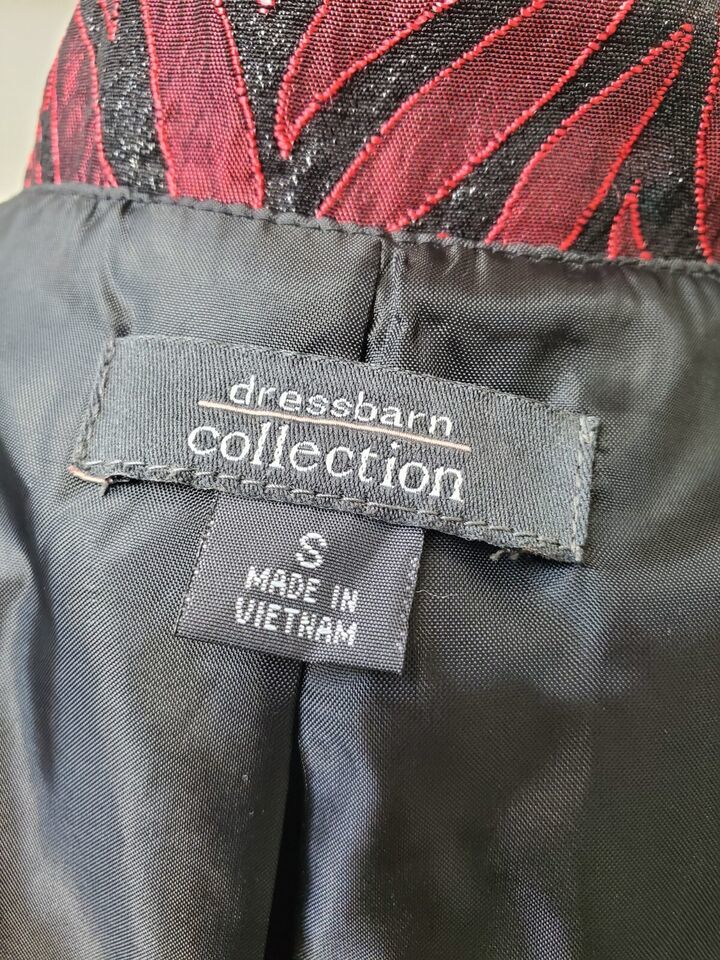 dressbarn
collection
S
MADE IN
VIETNAM